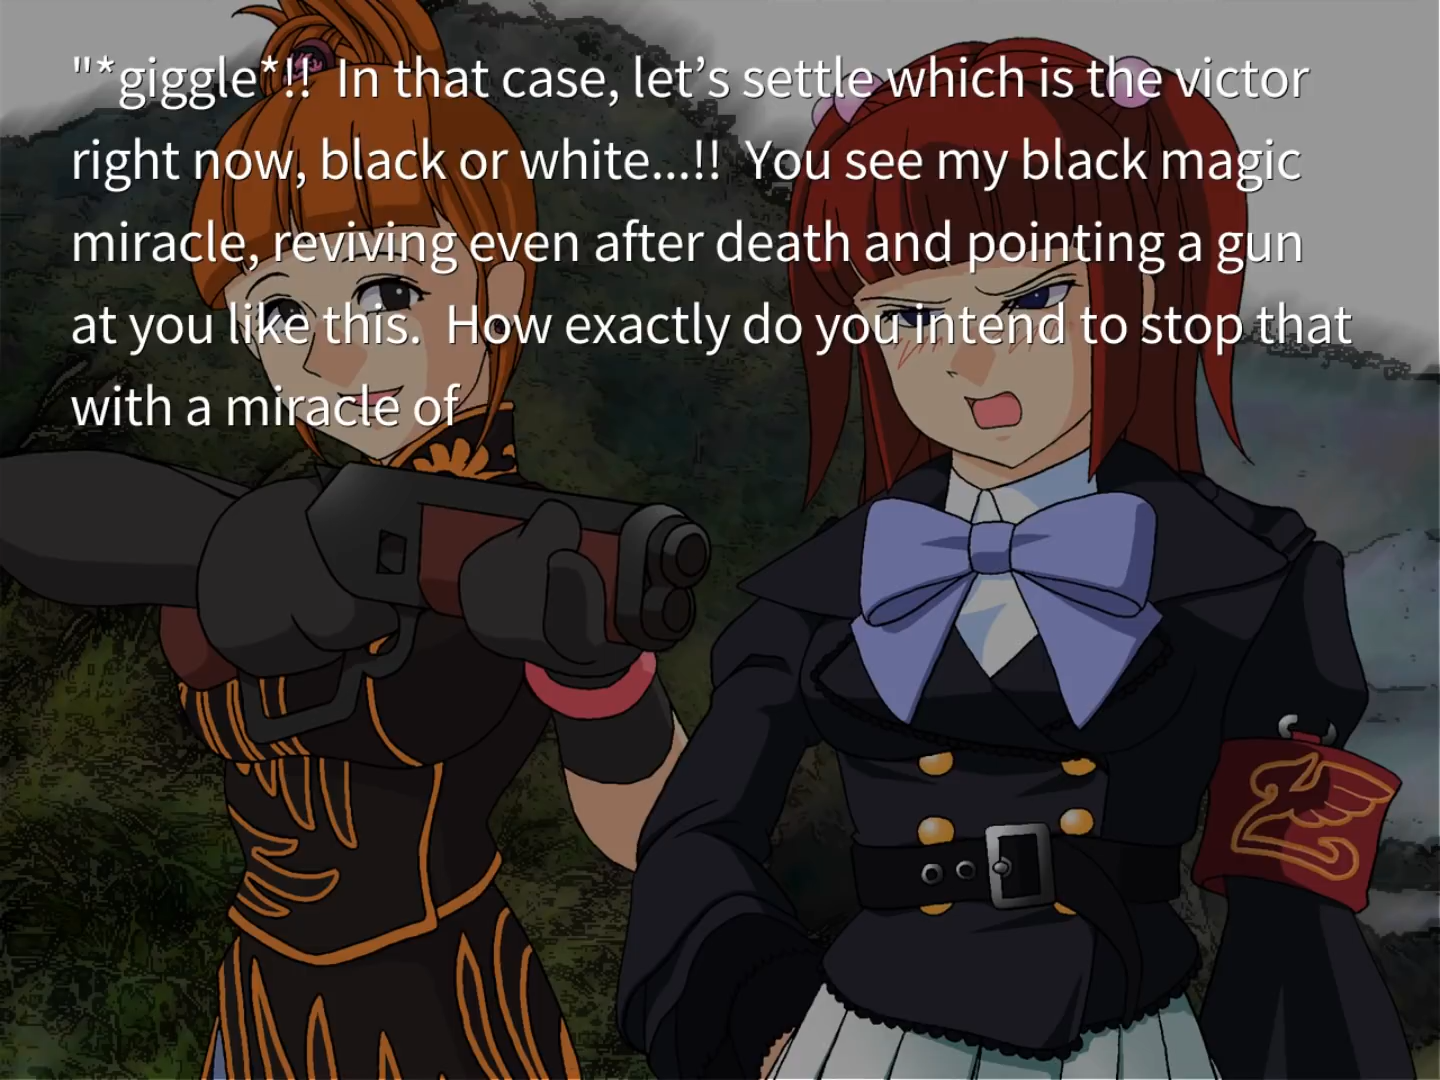 "*giggle*!!  In that case, let’s settle which is the victor
right now, black or white...!!  You see my black magic
miracle, reviving even after death and pointing a gun
at you like this.  How exactly do you intend to stop that
with a miracle of